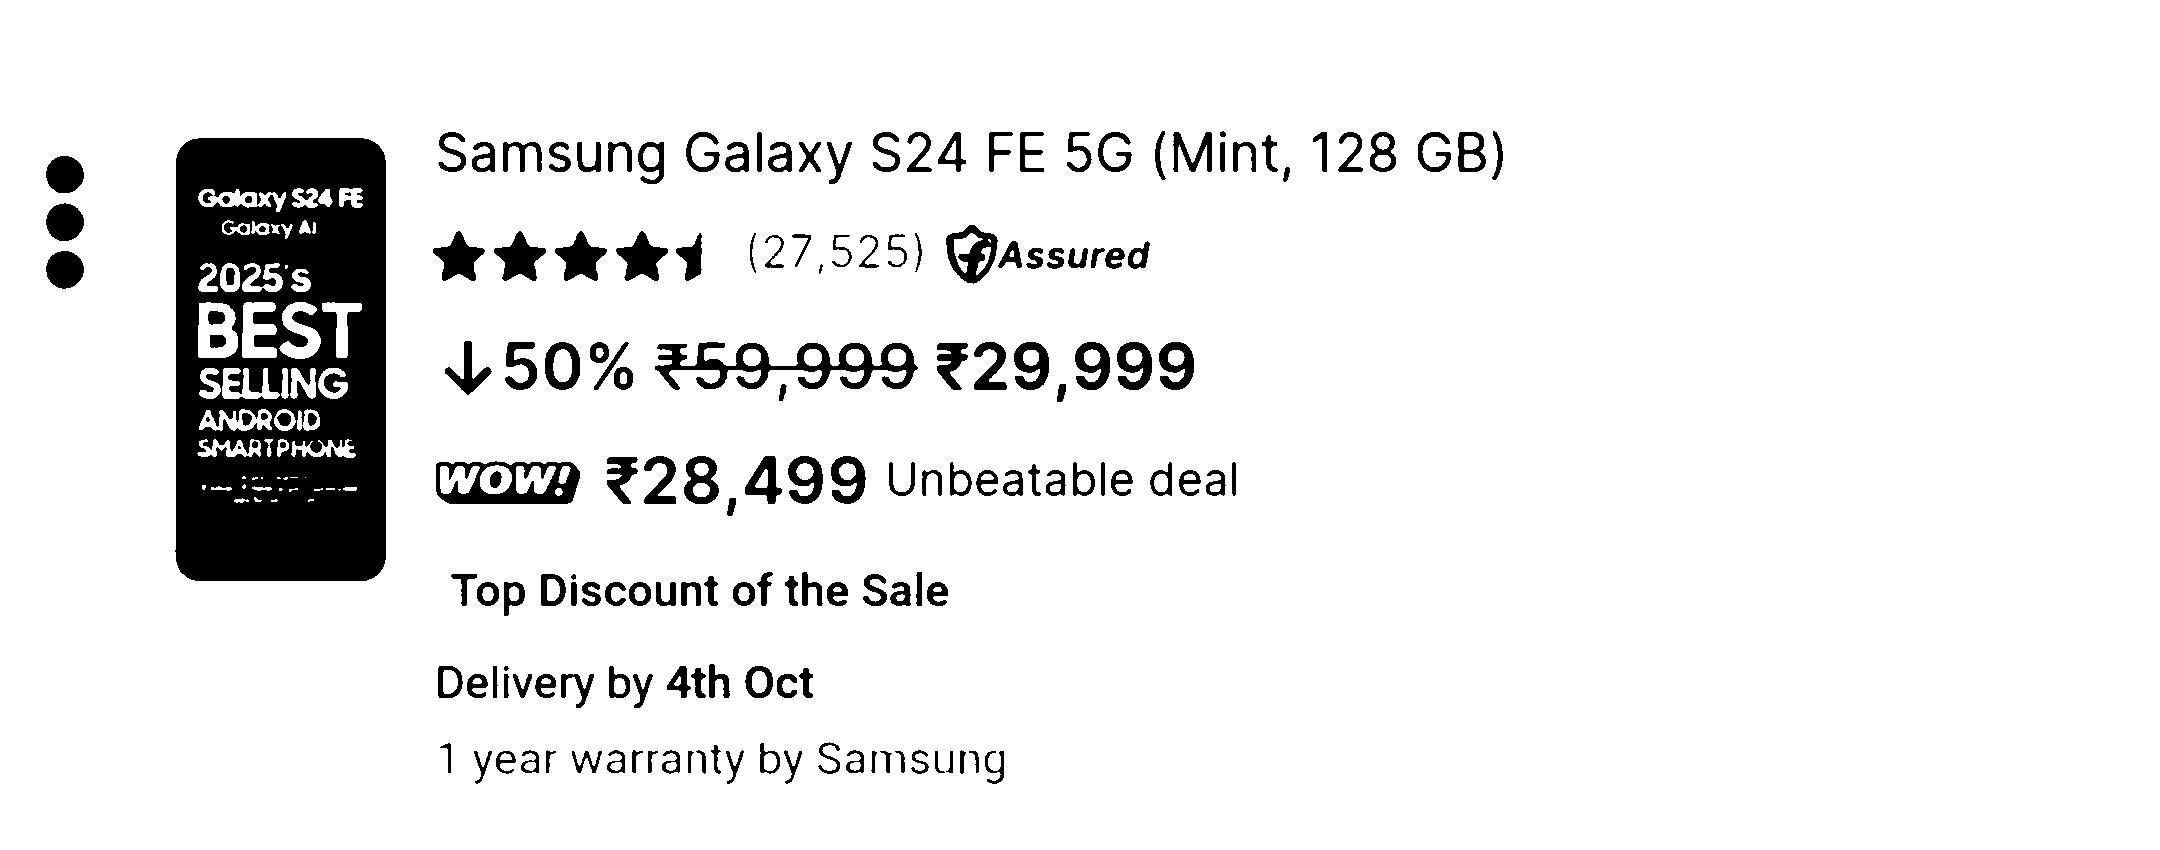 Samsung Galaxy S24 FE 5G (Mint, 128 GB)
(27,525) Assured
↓50% ₹59,999 ₹29,999
WOW! ₹28,499 Unbeatable deal
Top Discount of the Sale
Delivery by 4th Oct
1 year warranty by Samsung
Galaxy S24 FE
Galaxy AI
2025's
BEST
SELLING
ANDROID
SMARTPHONE